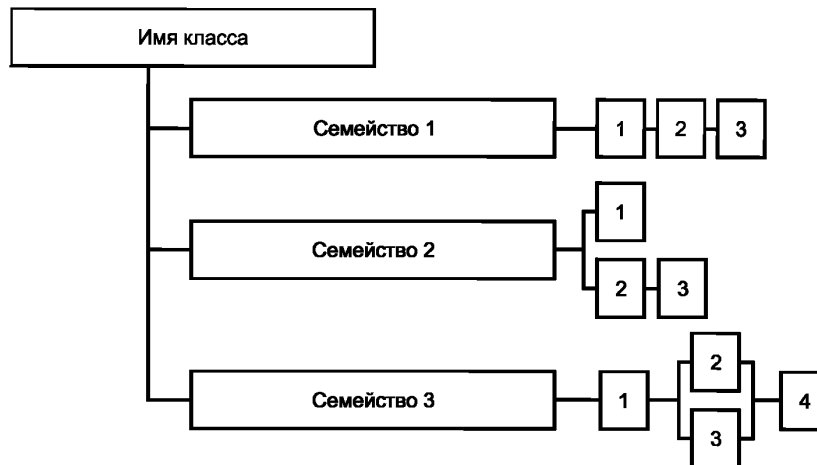 Имя класса
Семейство 1
1 2 3
Семейство 2
1
2 3
Семейство 3
1
2
3
4